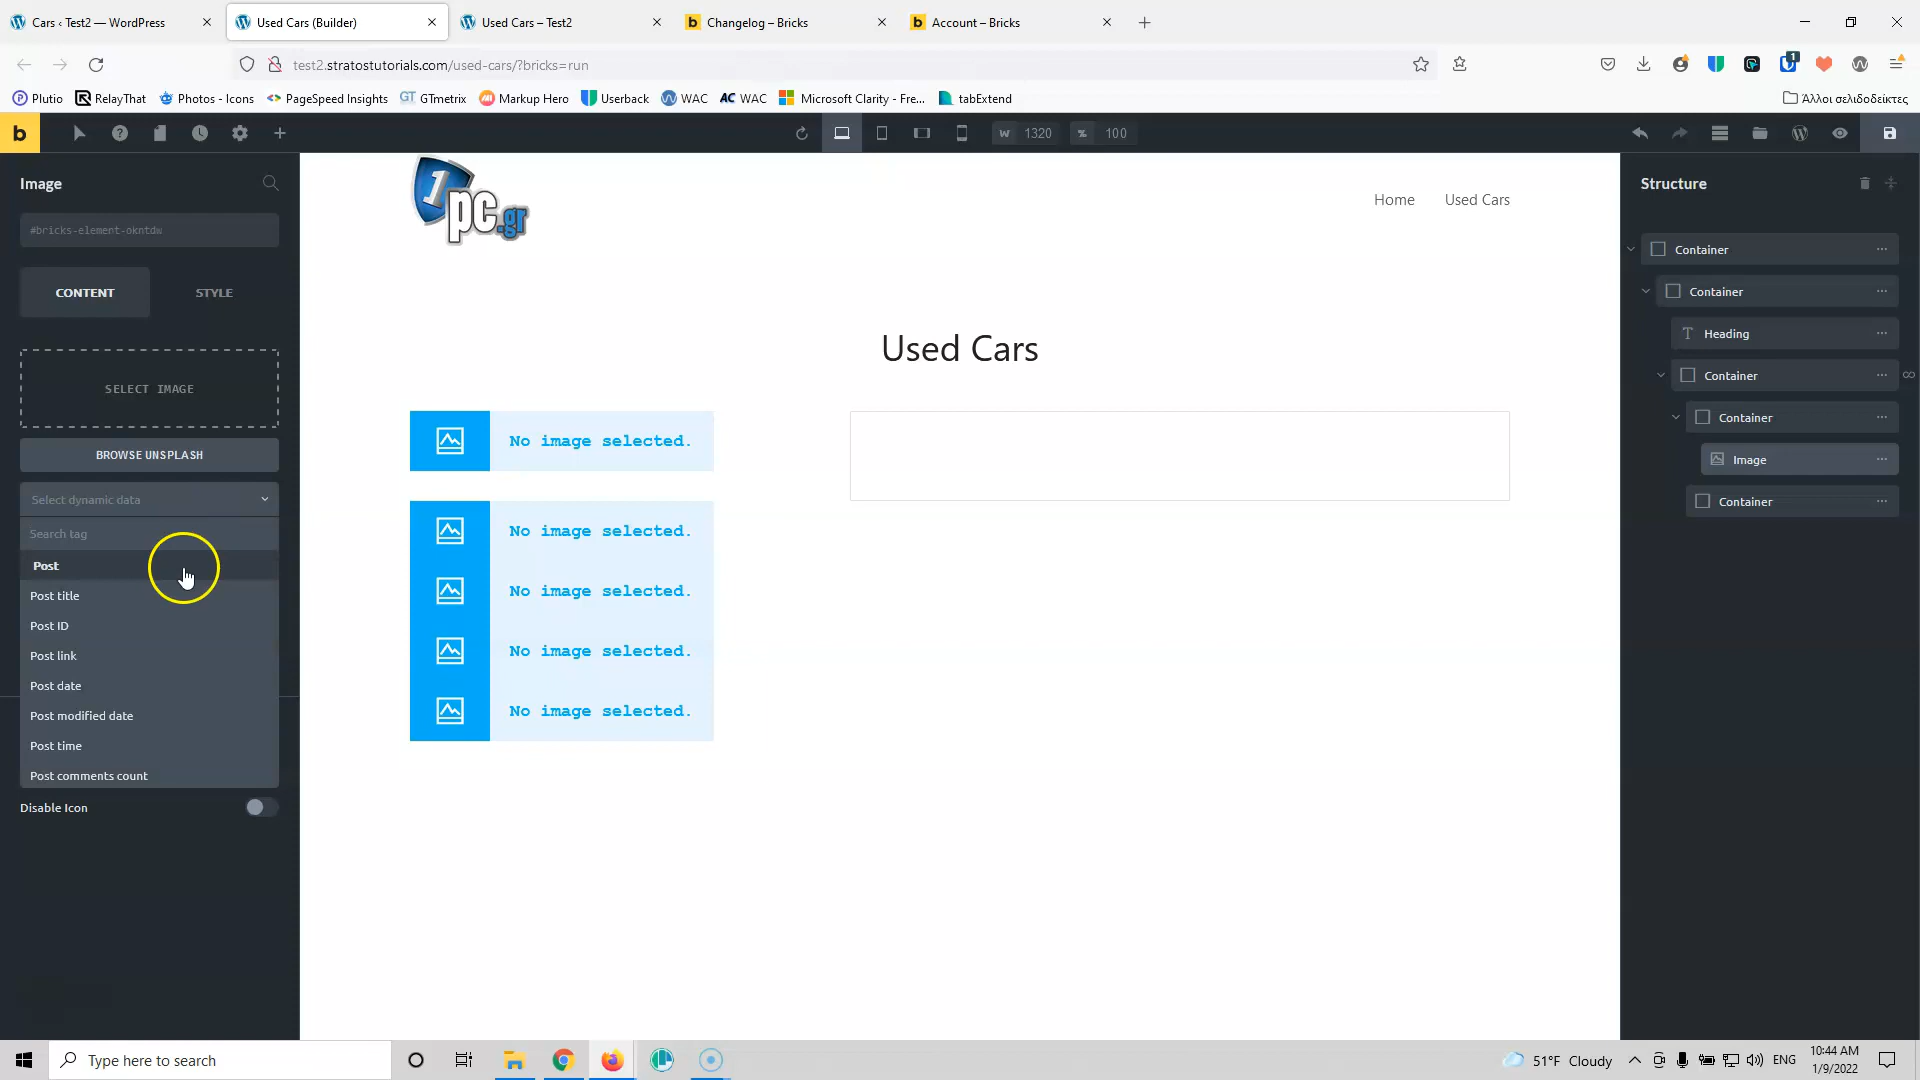 Cars ‹ Test2 — WordPress
Used Cars (Builder)
Used Cars – Test2
Changelog – Bricks
Account – Bricks
test2.stratostutorials.com/used-cars/?bricks=run
1
Plutio
RelayThat
Photos - Icons
PageSpeed Insights
GT GTmetrix
Markup Hero
Userback
WAC
AC WAC
Microsoft Clarity - Fre...
tabExtend
Άλλοι σελιδοδείκτες
b
W 1320
% 100
Image
#bricks-element-okntdw
CONTENT
STYLE
SELECT IMAGE
BROWSE UNSPLASH
Select dynamic data
Search tag
Post
Post title
Post ID
Post link
Post date
Post modified date
Post time
Post comments count
Disable Icon
1pc.gr
Home
Used Cars
Used Cars
No image selected.
No image selected.
No image selected.
No image selected.
No image selected.
Structure
Container
Container
Heading
Container
Container
Image
Container
Type here to search
51°F Cloudy
ENG
10:44 AM
1/9/2022